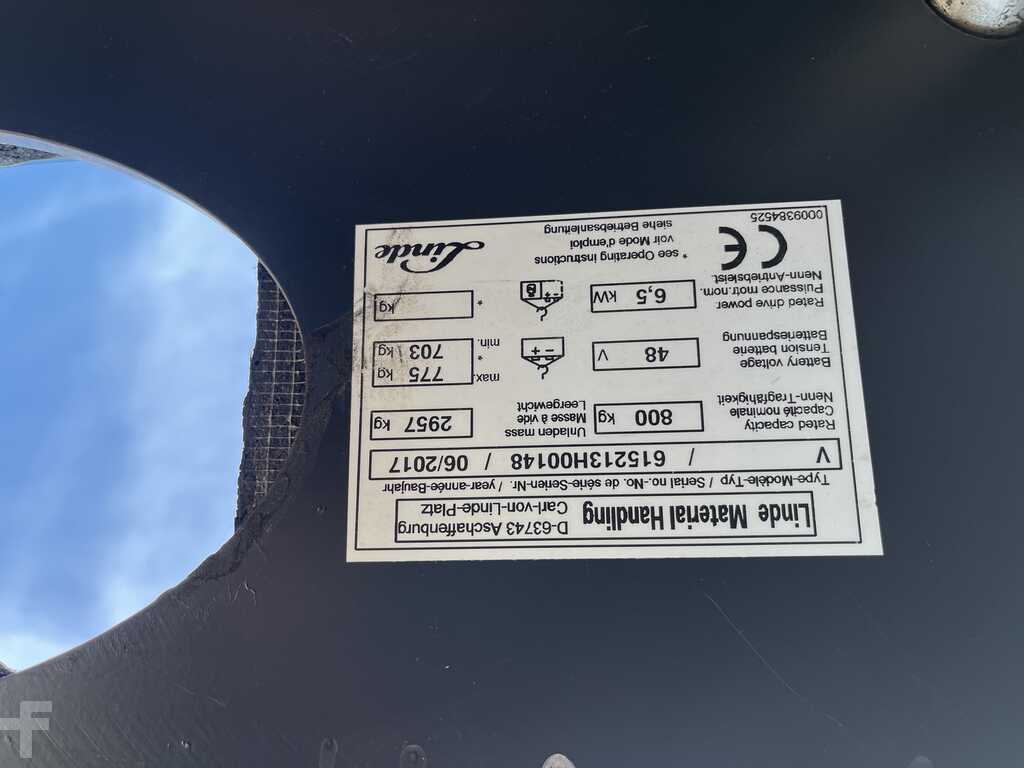 Linde Material Handling
D-63743 Aschaffenburg
Carl-von-Linde-Platz
Type-Modèle-Typ / Serial no.-No. de série-Serien-Nr. / year-année-Baujahr
V / 615213H00148 / 06/2017
Rated capacity
Capacité nominale
Nenn-Tragfähigkeit
800 kg
Unladen mass
Masse à vide
Leergewicht
2957 kg
Battery voltage
Tension batterie
Batteriespannung
48 V
- +
max. 775 kg
*
min. 703 kg
Rated drive power
Puissance motr.nom.
Nenn-Antriebsleist.
6,5 kW
- +
* kg
CE
* see Operating instructions
voir Mode d'emploi
siehe Betriebsanleitung
Linde
0009384525
F